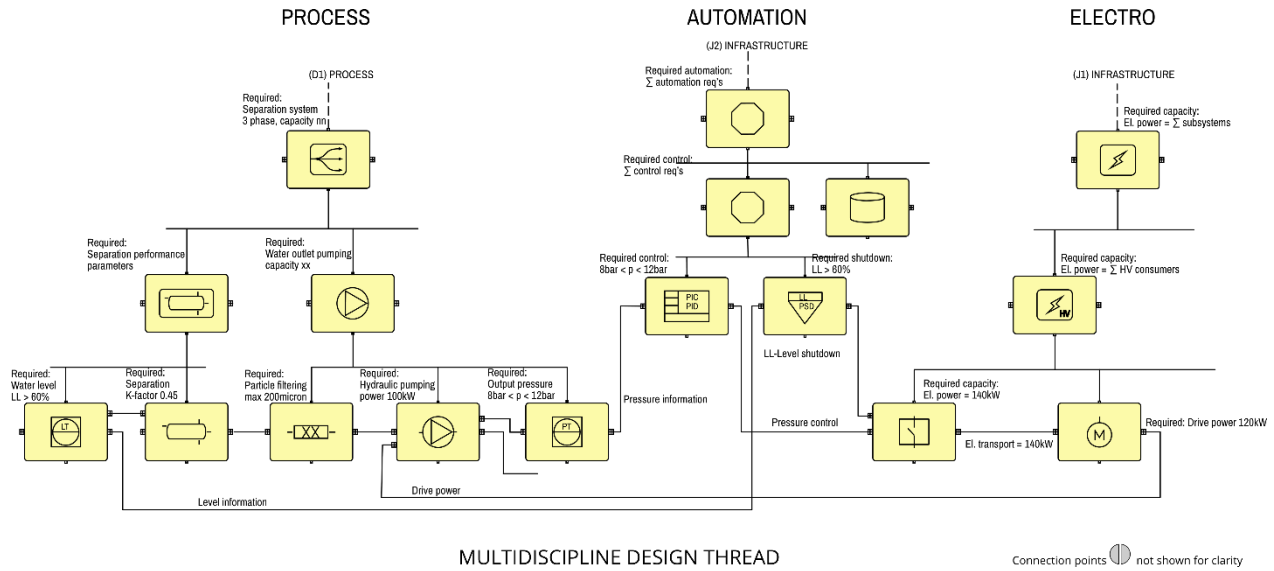 PROCESS
AUTOMATION
ELECTRO
(J2) INFRASTRUCTURE
(D1) PROCESS
(J1) INFRASTRUCTURE
Required automation:
∑ automation req's
Required:
Separation system
3 phase, capacity nn
Required capacity:
El. power = ∑ subsystems
Required control:
∑ control req's
Required:
Separation performance
parameters
Required:
Water outlet pumping
capacity xx
Required control:
8bar < p < 12bar
Required shutdown:
LL > 60%
Required capacity:
El. power = ∑ HV consumers
PIC
PID
LL
PSD
HV
LL-Level shutdown
Required:
Water level
LL > 60%
Required:
Separation
K-factor 0.45
Required:
Particle filtering
max 200micron
Required:
Hydraulic pumping
power 100kW
Required:
Output pressure
8bar < p < 12bar
Required capacity:
El. power = 140kW
Pressure information
Pressure control
Required: Drive power 120kW
LT
XX
PT
M
El. transport = 140kW
Drive power
Level information
MULTIDISCIPLINE DESIGN THREAD
Connection points not shown for clarity